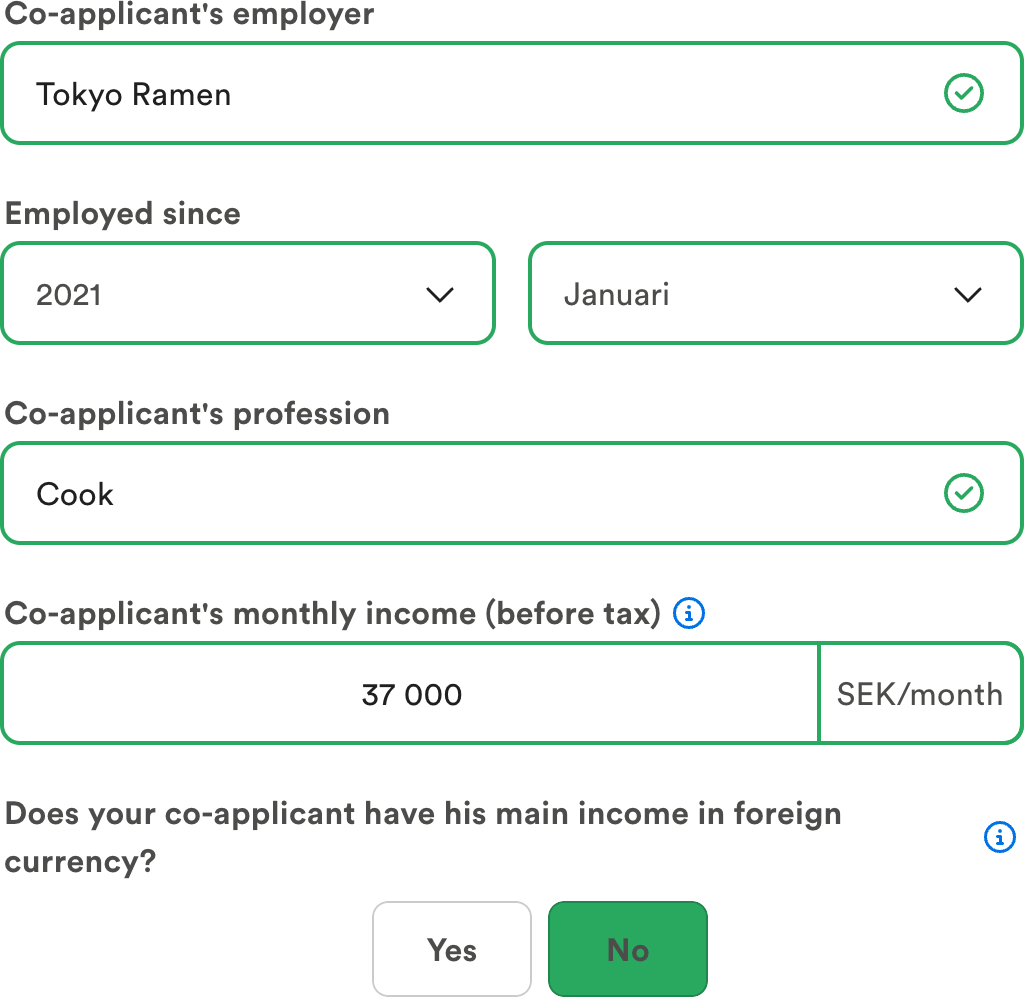 Co-applicant's employer
Tokyo Ramen
Employed since
2021
Januari
Co-applicant's profession
Cook
Co-applicant's monthly income (before tax)
37 000
SEK/month
Does your co-applicant have his main income in foreign
currency?
Yes
No